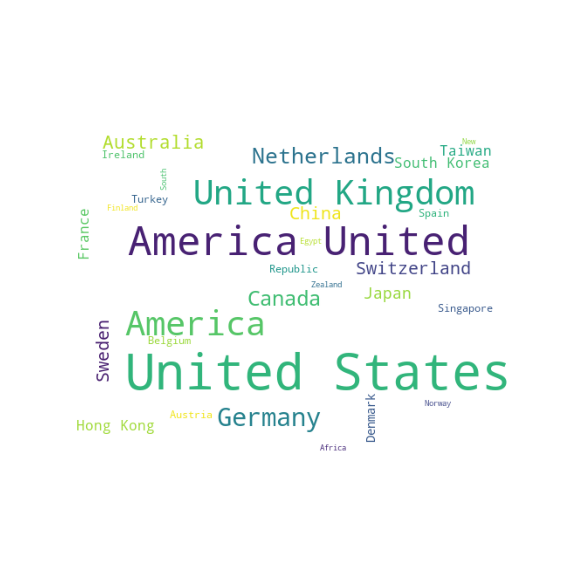 New
Australia
Taiwan
Ireland
Netherlands
South Korea
South
United Kingdom
Turkey
Finland
China
Spain
France
America United
Egypt
Republic
Switzerland
Zealand
Canada
Japan
Singapore
America
Belgium
Sweden
United States
Norway
Austria
Germany
Denmark
Hong Kong
Africa